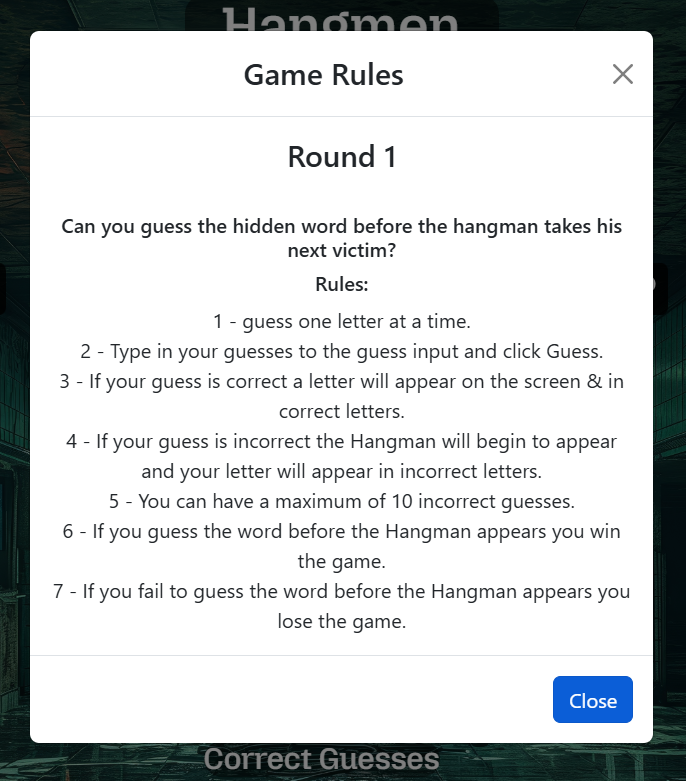 Hangmen
Game Rules
Round 1
Can you guess the hidden word before the hangman takes his
next victim?
Rules:
1 - guess one letter at a time.
2 - Type in your guesses to the guess input and click Guess.
3 - If your guess is correct a letter will appear on the screen & in
correct letters.
4 - If your guess is incorrect the Hangman will begin to appear
and your letter will appear in incorrect letters.
5 - You can have a maximum of 10 incorrect guesses.
6 - If you guess the word before the Hangman appears you win
the game.
7 - If you fail to guess the word before the Hangman appears you
lose the game.
Close
Correct Guesses